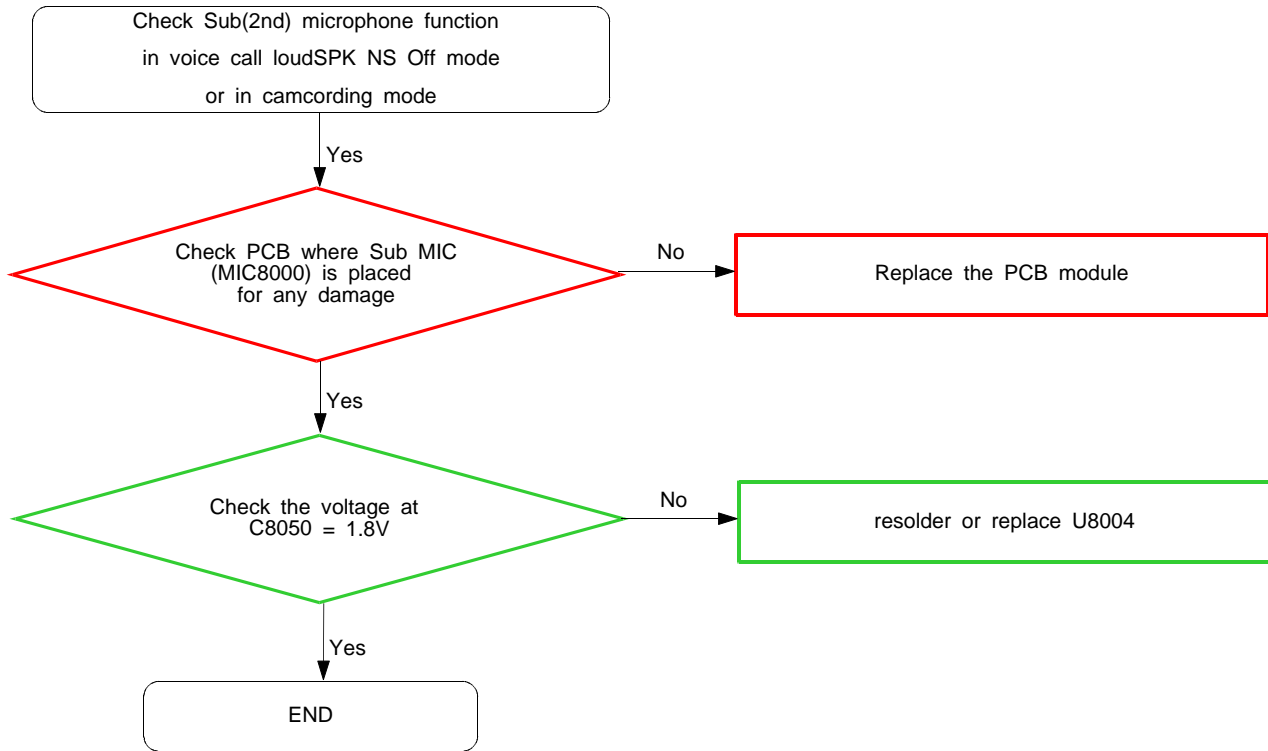 Check Sub(2nd) microphone function
in voice call loudSPK NS Off mode
or in camcording mode
Yes
Check PCB where Sub MIC
(MIC8000) is placed
for any damage
No
Replace the PCB module
Yes
Check the voltage at
C8050 = 1.8V
No
resolder or replace U8004
Yes
END